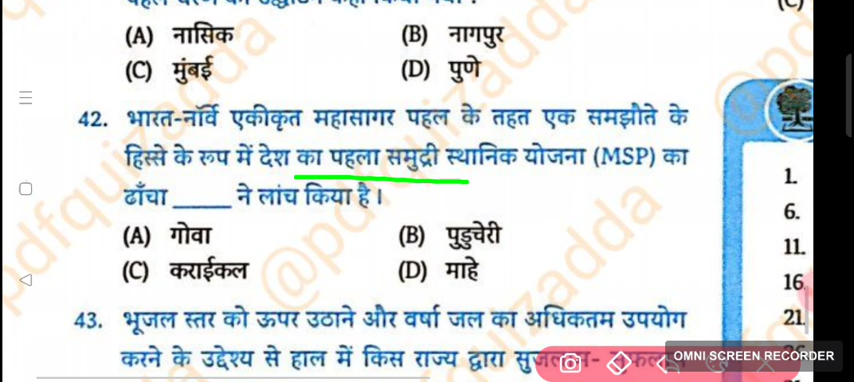 (A) नासिक (B) नागपुर
(C) मुंबई (D) पुणे
42. भारत-नॉर्वे एकीकृत महासागर पहल के तहत एक समझौते के
हिस्से के रूप में देश का पहला समुद्री स्थानिक योजना (MSP) का
ढाँचा ______ ने लांच किया है।
(A) गोवा (B) पुडुचेरी
(C) कराईकल (D) माहे
43. भूजल स्तर को ऊपर उठाने और वर्षा जल का अधिकतम उपयोग
करने के उद्देश्य से हाल में किस राज्य द्वारा
(C)
1.
6.
11.
16.
21
OMNI SCREEN RECORDER
@pdfquizadda